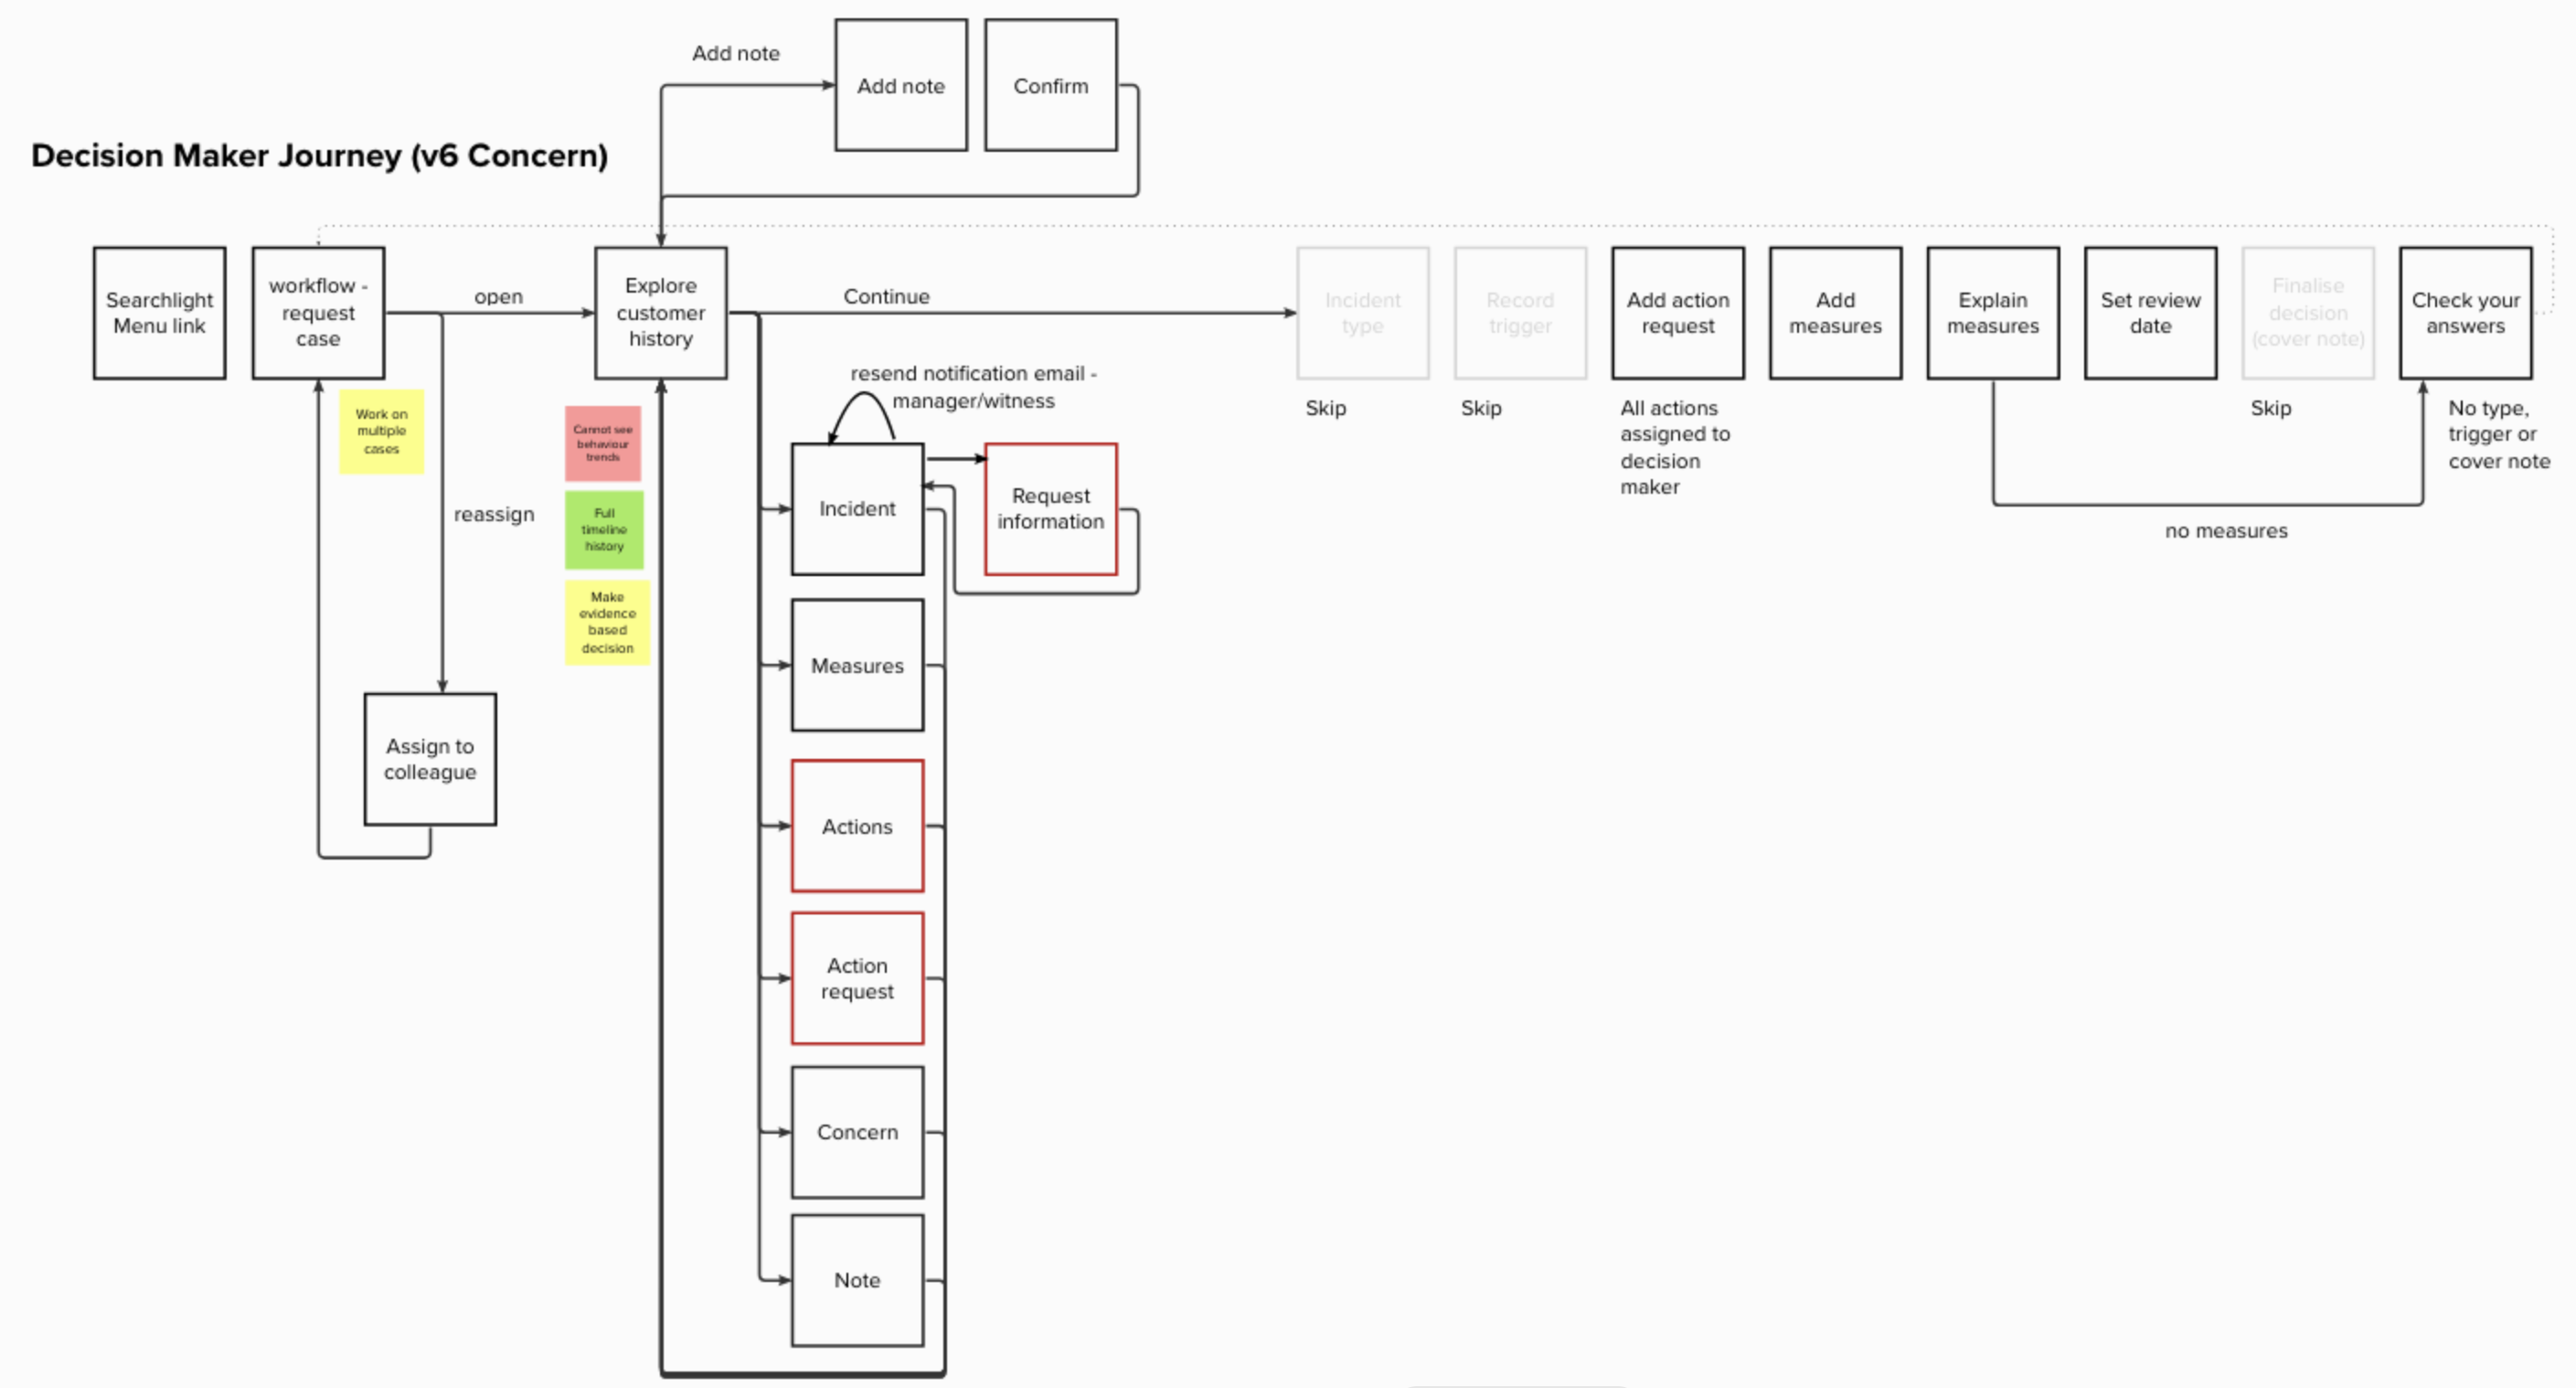 Add note
Add note
Confirm
Decision Maker Journey (v6 Concern)
Searchlight
Menu link
workflow -
request
case
open
Explore
customer
history
Continue
Incident
type
Record
trigger
Add action
request
Add
measures
Explain
measures
Set review
date
Finalise
decision
(cover note)
Check your
answers
Work on
multiple
cases
Cannot see
behaviour
trends
Full
timeline
history
Make
evidence
based
decision
resend notification email -
manager/witness
Skip
Skip
All actions
assigned to
decision
maker
Skip
No type,
trigger or
cover note
no measures
reassign
Incident
Request
information
Measures
Assign to
colleague
Actions
Action
request
Concern
Note